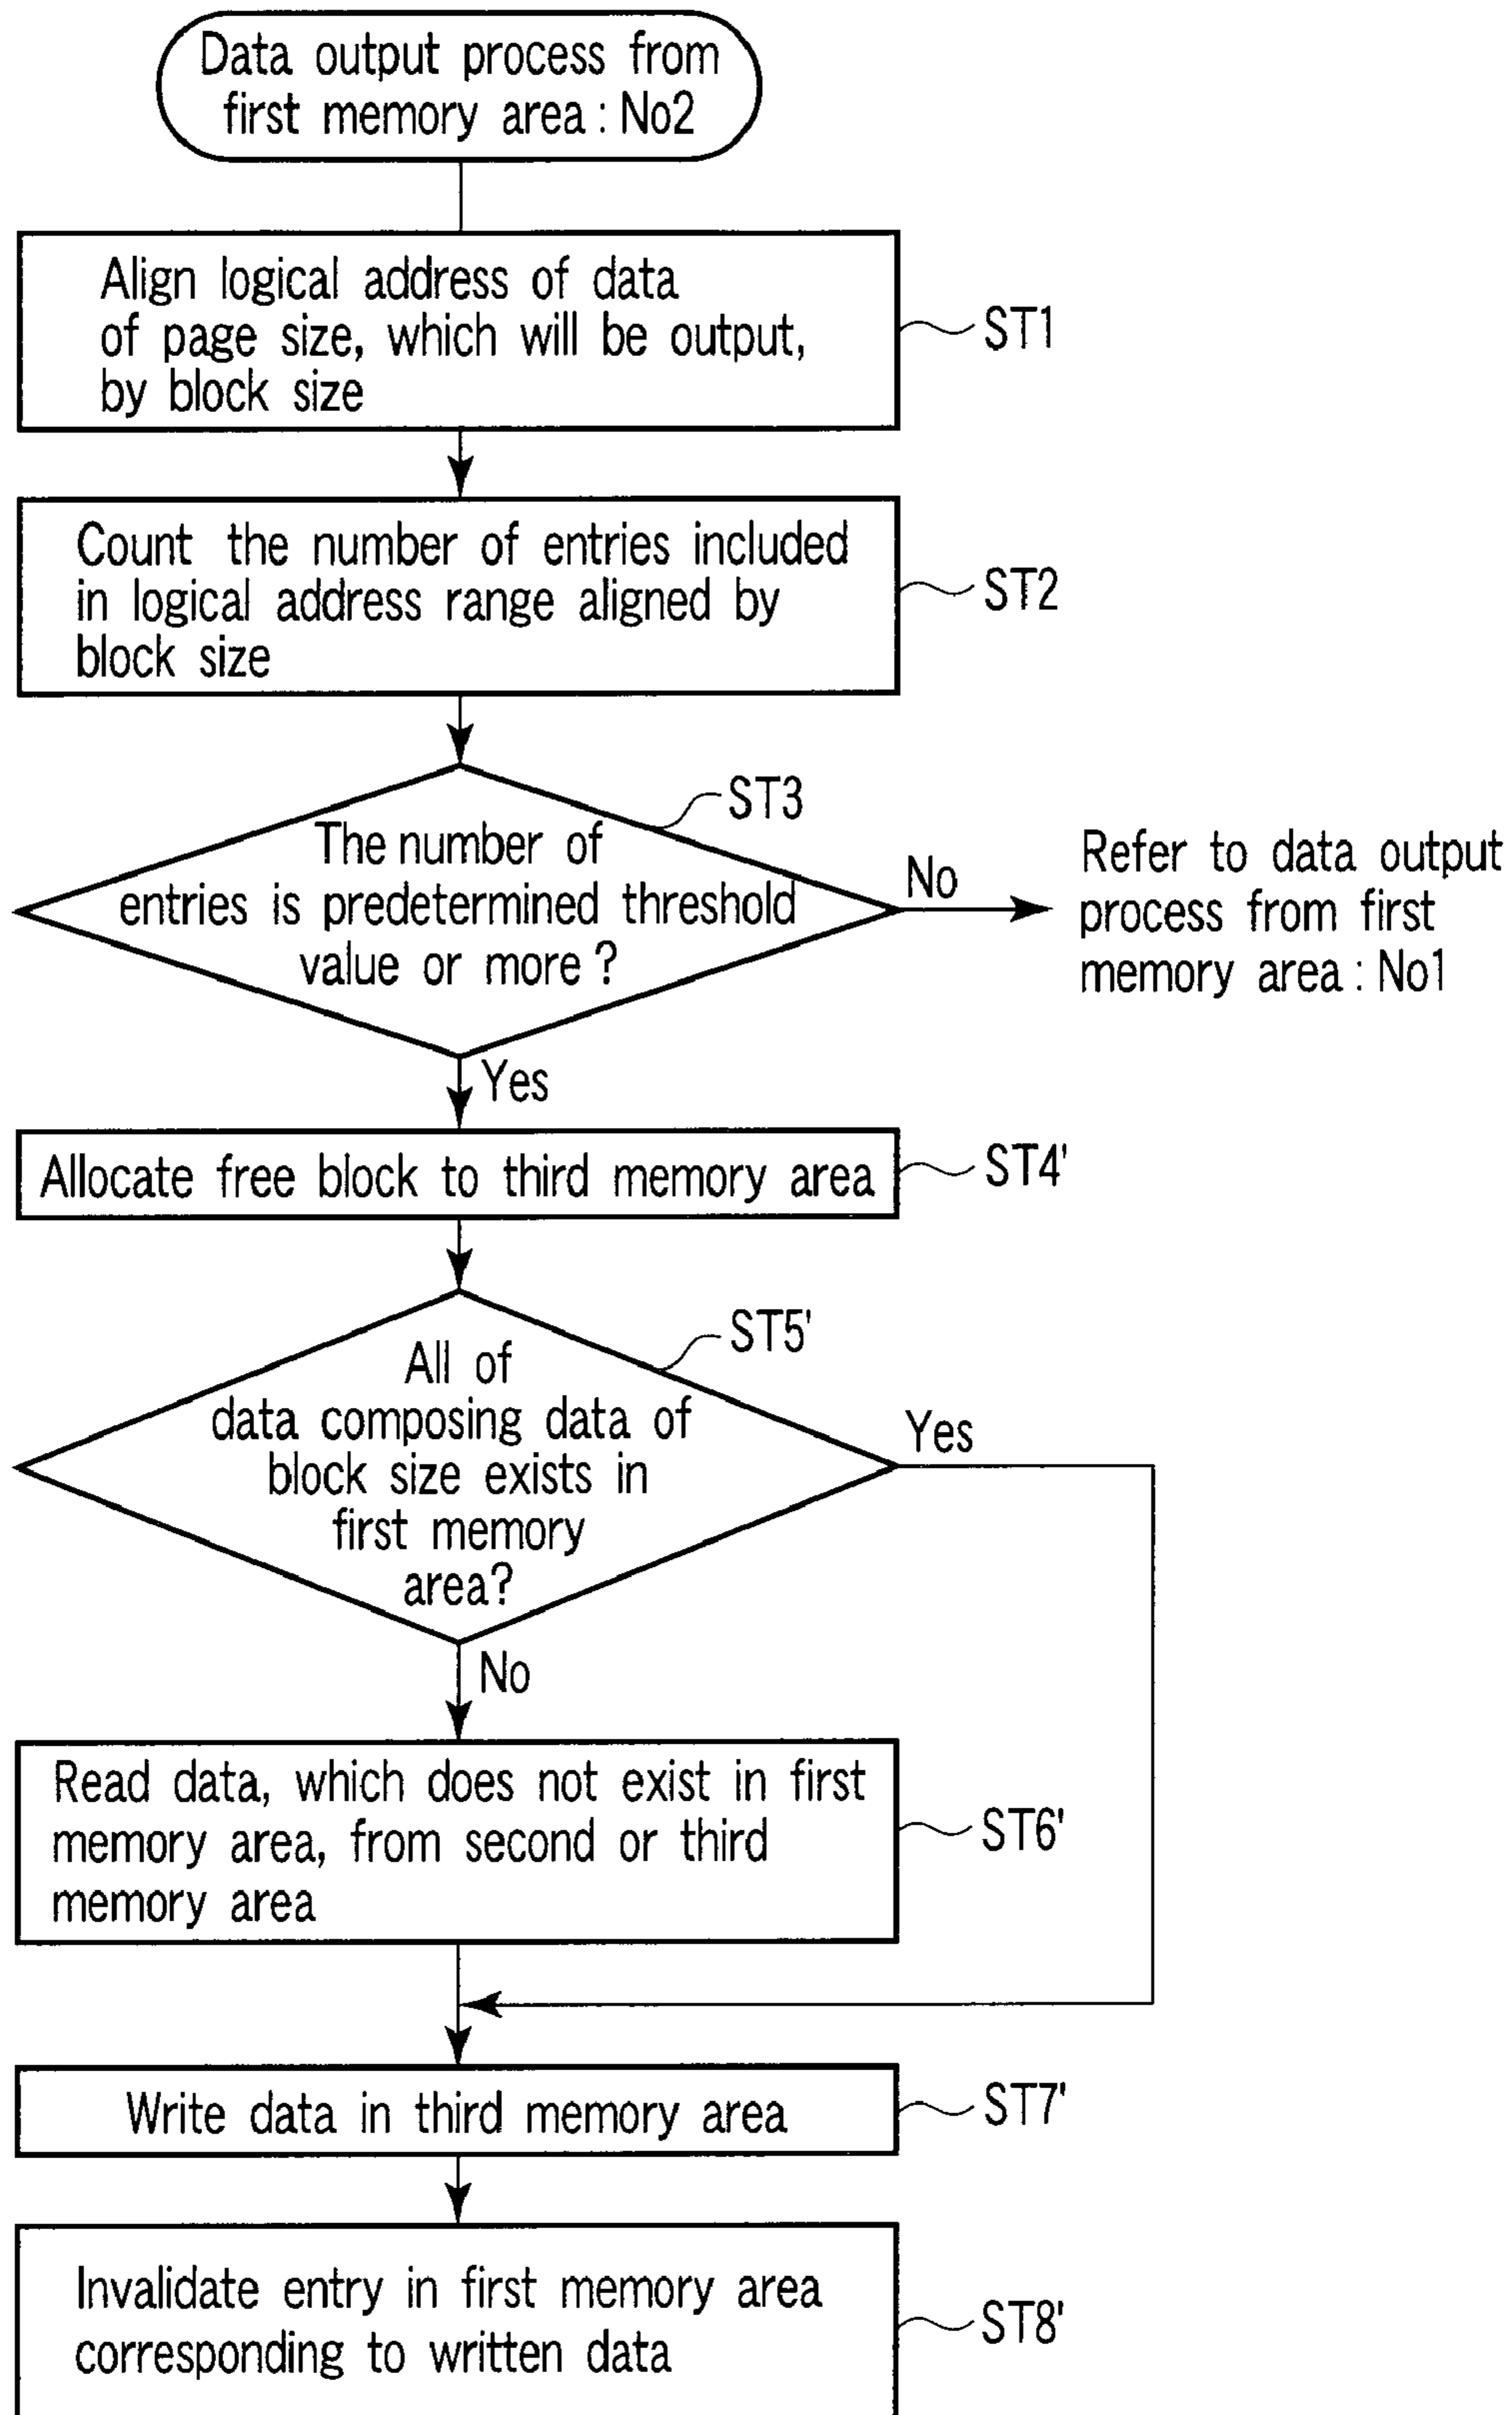 Data output process from
first memory area : No2
Align logical address of data
of page size, which will be output,
by block size
ST1
Count the number of entries included
in logical address range aligned by
block size
ST2
ST3
The number of
entries is predetermined threshold
value or more ?
No
Refer to data output
process from first
memory area : No1
Yes
Allocate free block to third memory area
ST4'
ST5'
All of
data composing data of
block size exists in
first memory
area?
Yes
No
Read data, which does not exist in first
memory area, from second or third
memory area
ST6'
Write data in third memory area
ST7'
Invalidate entry in first memory area
corresponding to written data
ST8'